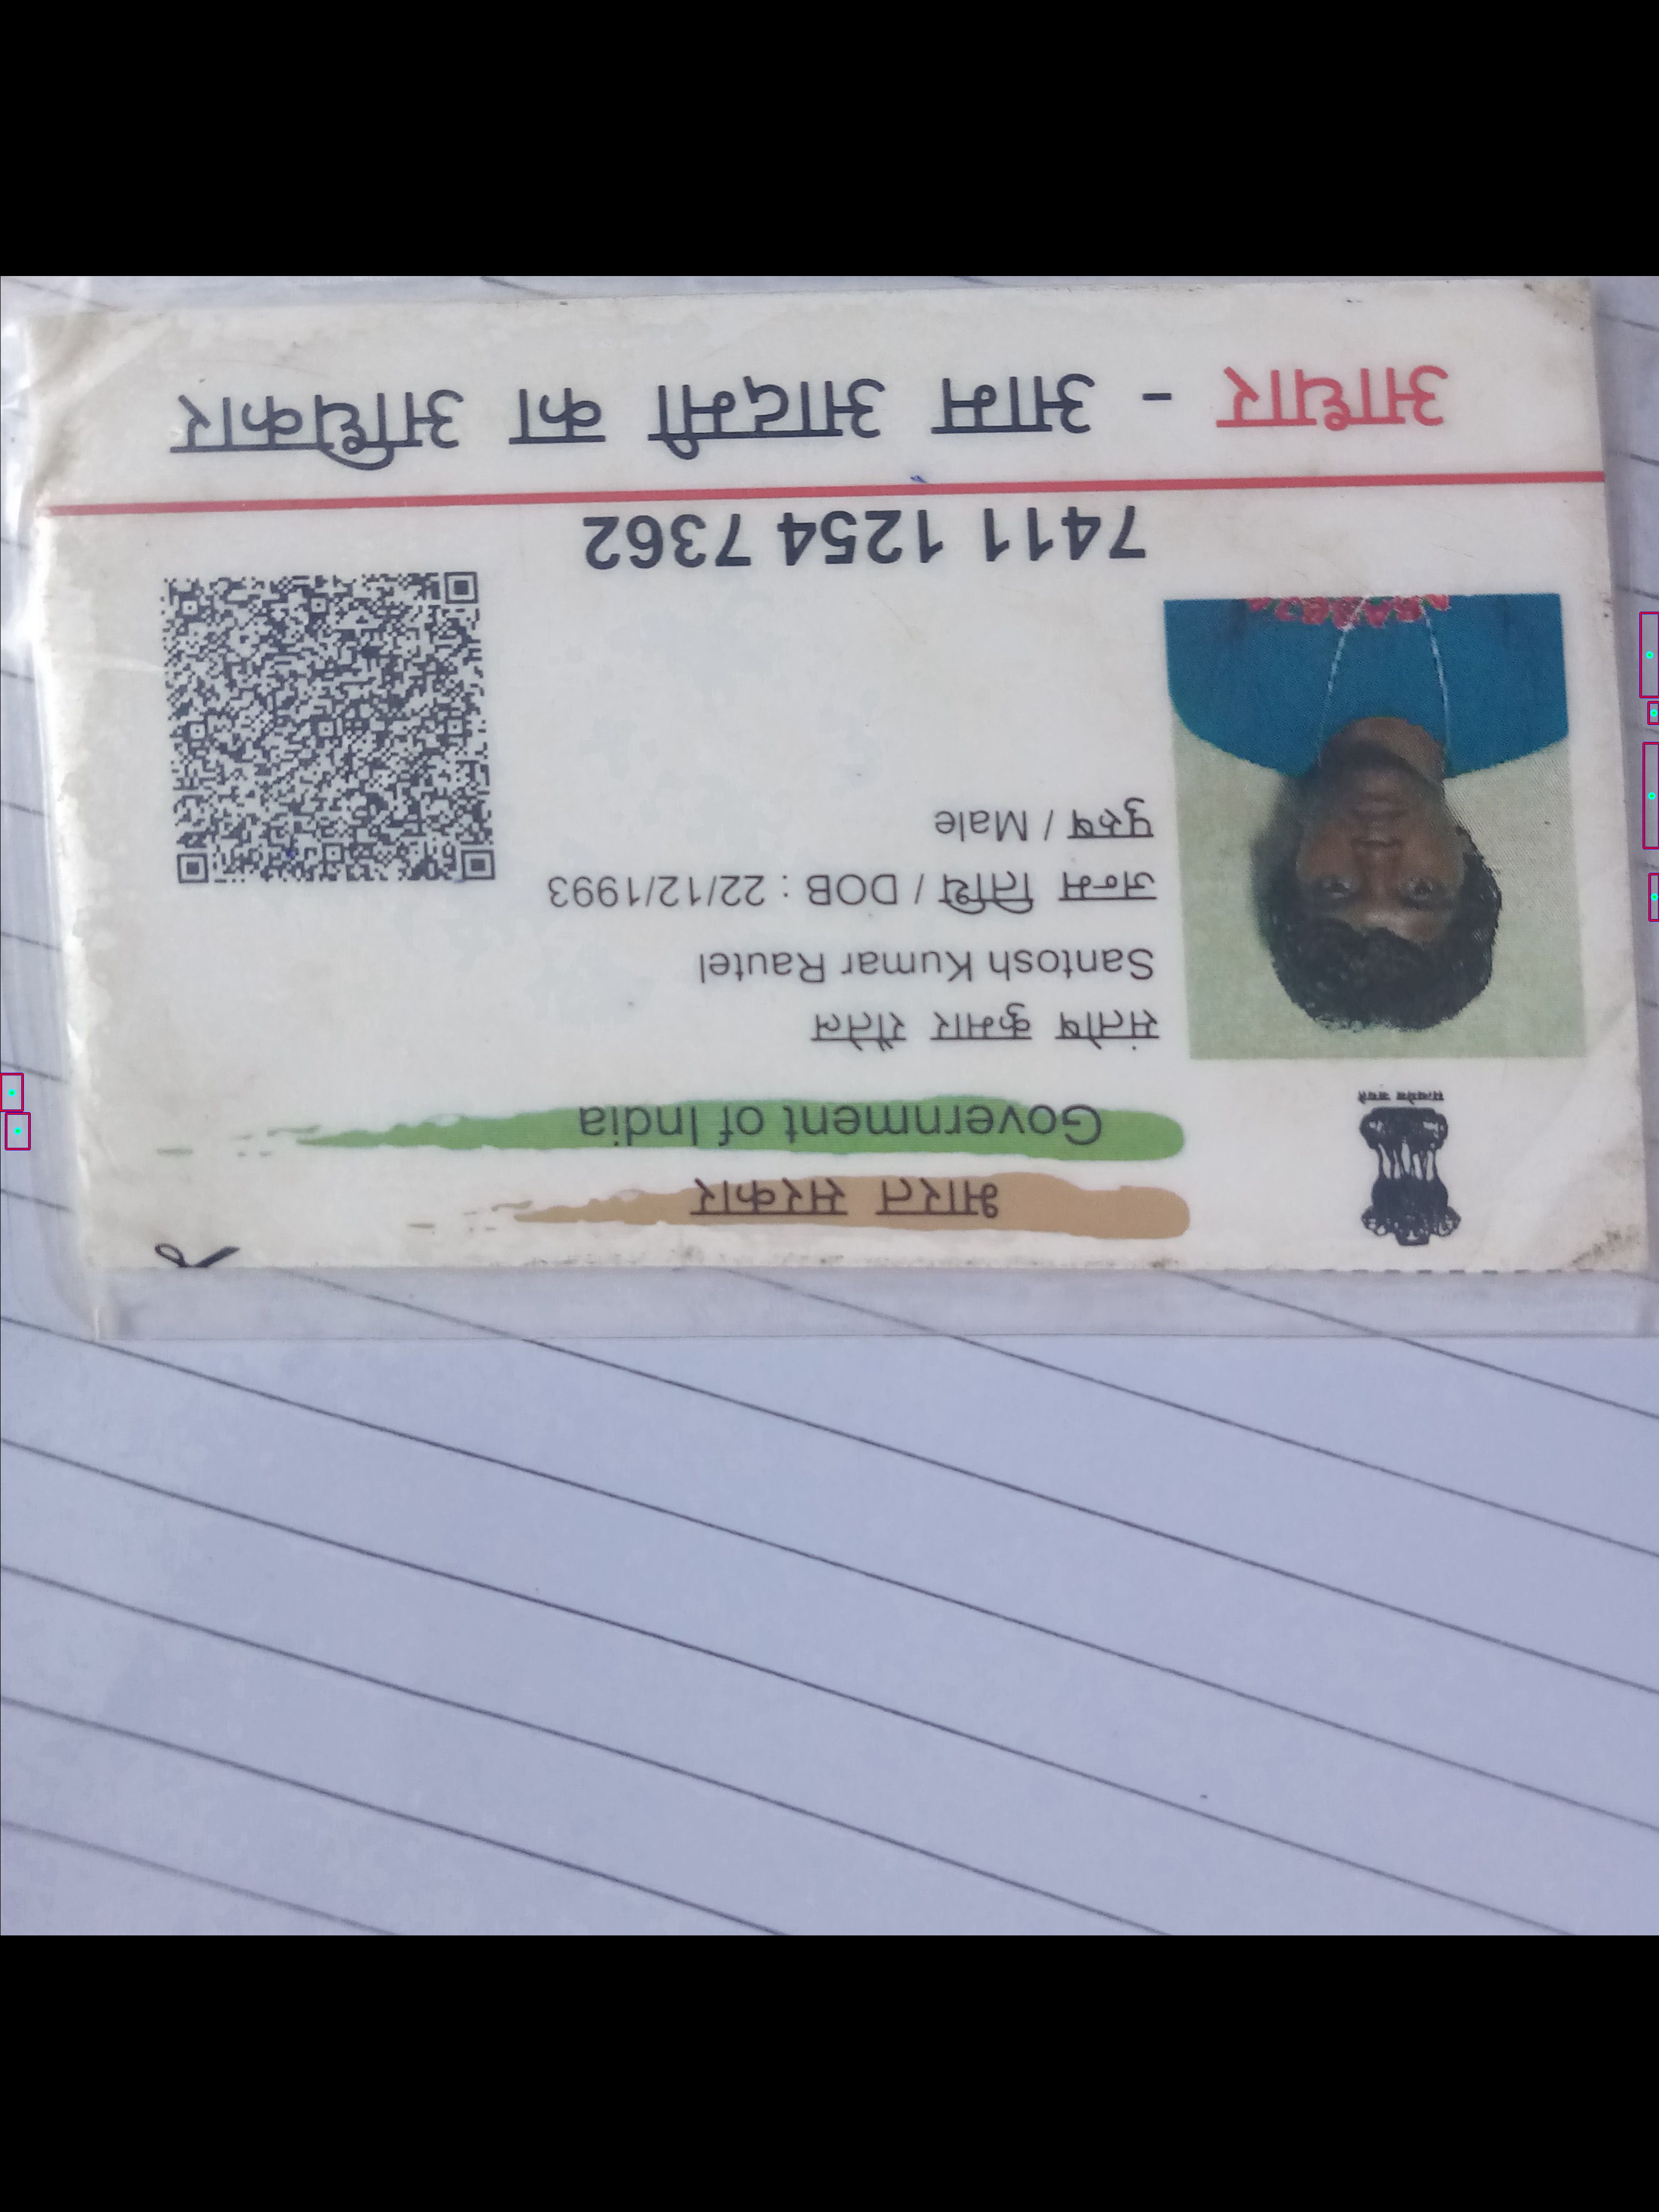 भारत सरकार
Government of India
सत्यमेव जयते
संतोष कुमार रौतेल
Santosh Kumar Rautel
जन्म तिथि / DOB : 22/12/1993
पुरुष / Male
7411 1254 7362
आधार - आम आदमी का अधिकार